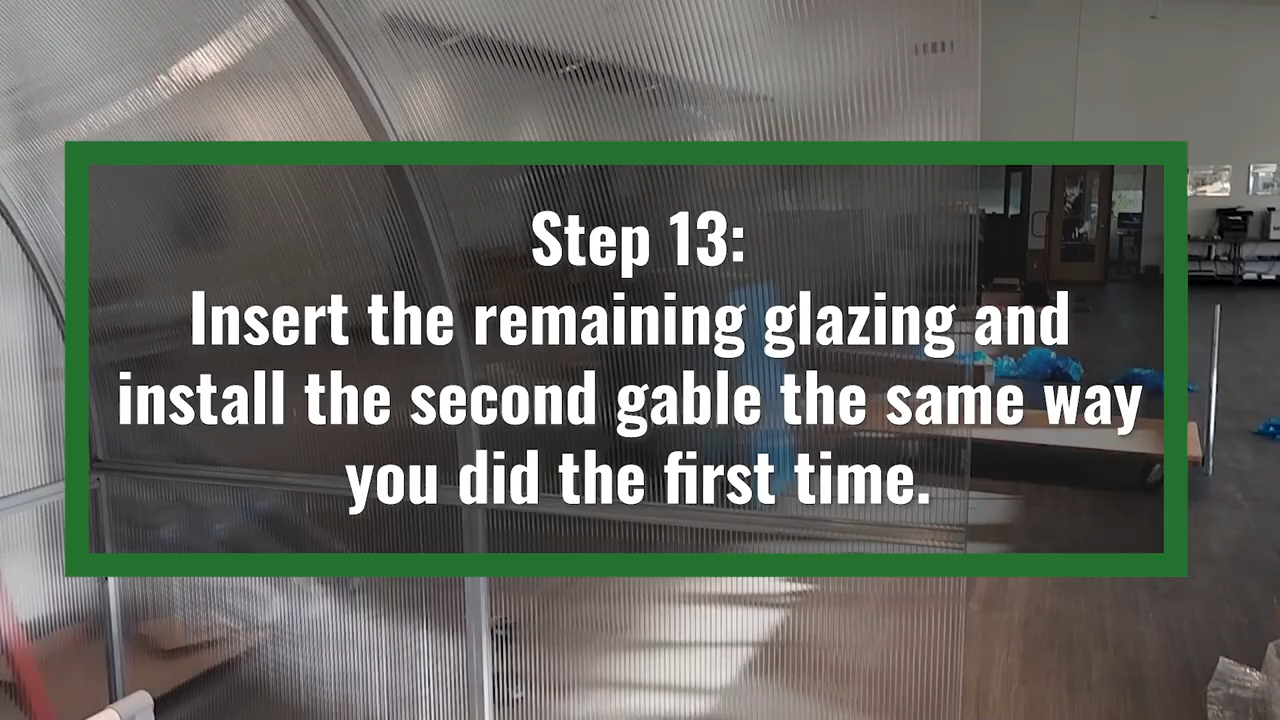 Step 13:
Insert the remaining glazing and
install the second gable the same way
you did the first time.